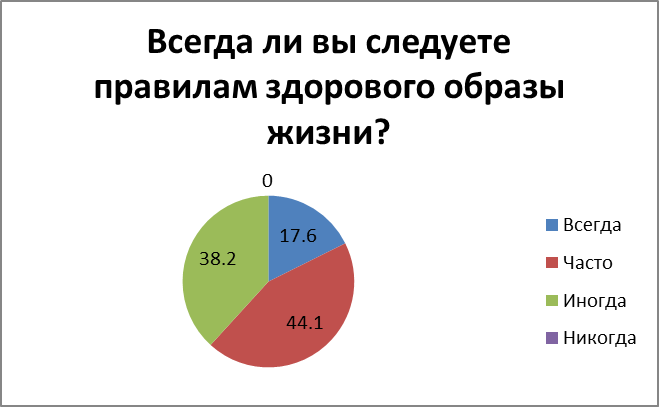 Всегда ли вы следуете
правилам здорового образы
жизни?
0
17.6
38.2
44.1
Всегда
Часто
Иногда
Никогда